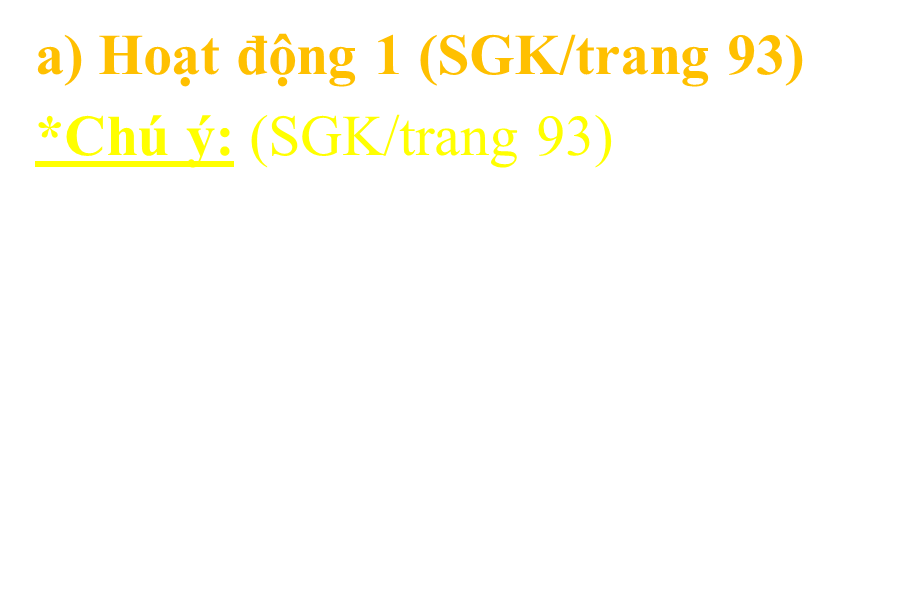 a) Hoạt động 1 (SGK/trang 93)
*Chú ý: (SGK/trang 93)